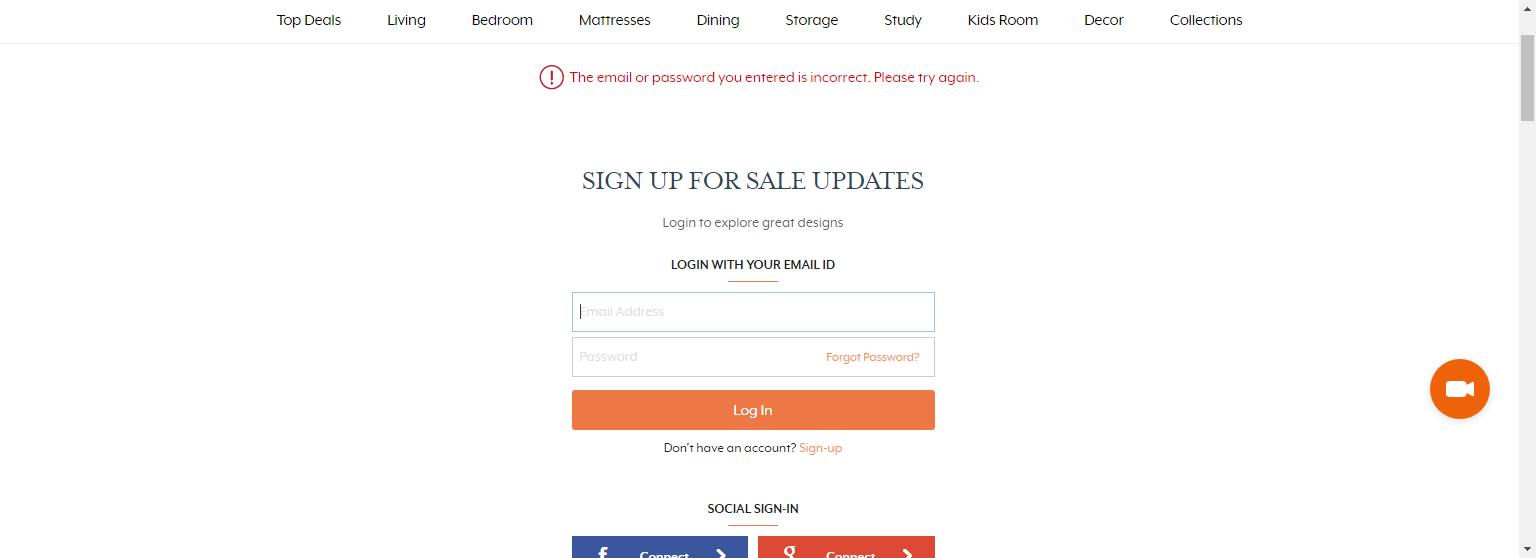 Top Deals Living Bedroom Mattresses Dining Storage Study Kids Room Decor Collections
The email or password you entered is incorrect. Please try again.
SIGN UP FOR SALE UPDATES
Login to explore great designs
LOGIN WITH YOUR EMAIL ID
Email Address
Password Forgot Password?
Log In
Don't have an account? Sign-up
SOCIAL SIGN-IN
f Connect g Connect